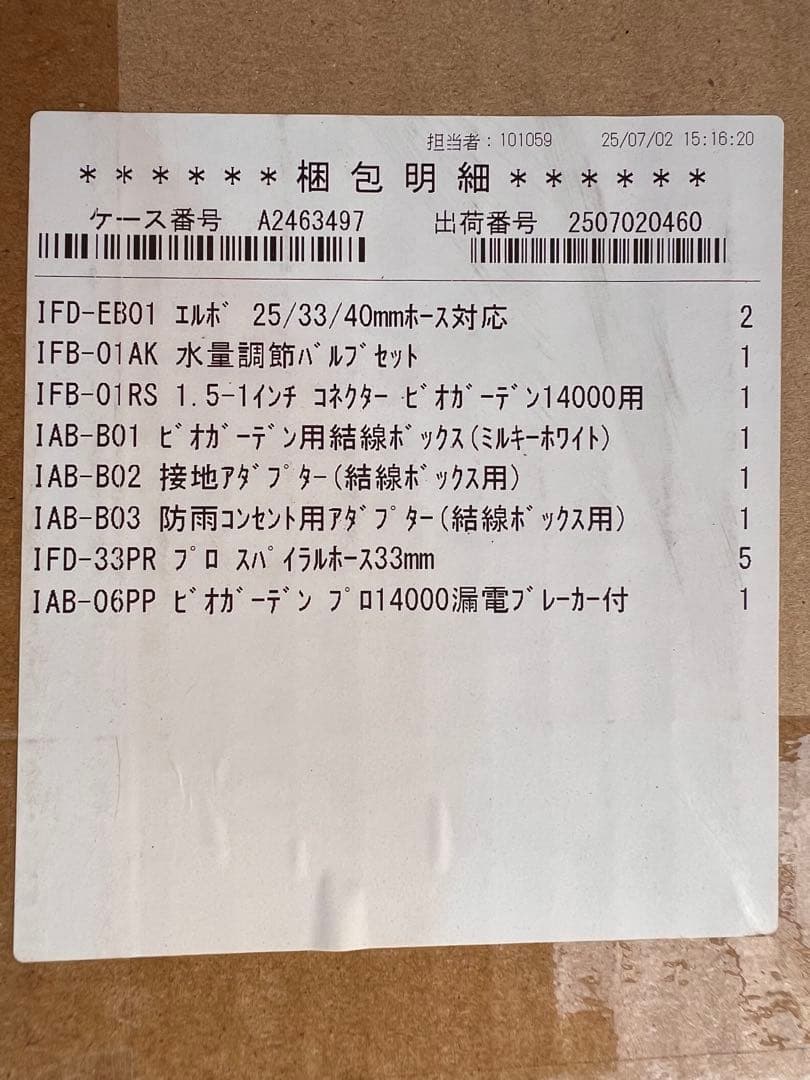 担当者：101059 25/07/02 15:16:20
＊＊＊＊＊＊梱包明細＊＊＊＊＊＊
ケース番号 A2463497 出荷番号 2507020460
IFD-EB01 ｴﾙﾎﾞ 25/33/40mmﾎｰｽ対応 2
IFB-01AK 水量調節ﾊﾞﾙﾌﾞｾｯﾄ 1
IFB-01RS 1.5-1ｲﾝﾁ ｺﾈｸﾀｰ ﾋﾞｵｶﾞｰﾃﾞﾝ14000用 1
IAB-B01 ﾋﾞｵｶﾞｰﾃﾞﾝ用結線ﾎﾞｯｸｽ(ﾐﾙｷｰﾎﾜｲﾄ) 1
IAB-B02 接地ｱﾀﾞﾌﾟﾀｰ(結線ﾎﾞｯｸｽ用) 1
IAB-B03 防雨ｺﾝｾﾝﾄ用ｱﾀﾞﾌﾟﾀｰ(結線ﾎﾞｯｸｽ用) 1
IFD-33PR ﾌﾟﾛ ｽﾊﾟｲﾗﾙﾎｰｽ33mm 5
IAB-06PP ﾋﾞｵｶﾞｰﾃﾞﾝ ﾌﾟﾛ14000漏電ﾌﾞﾚｰｶｰ付 1